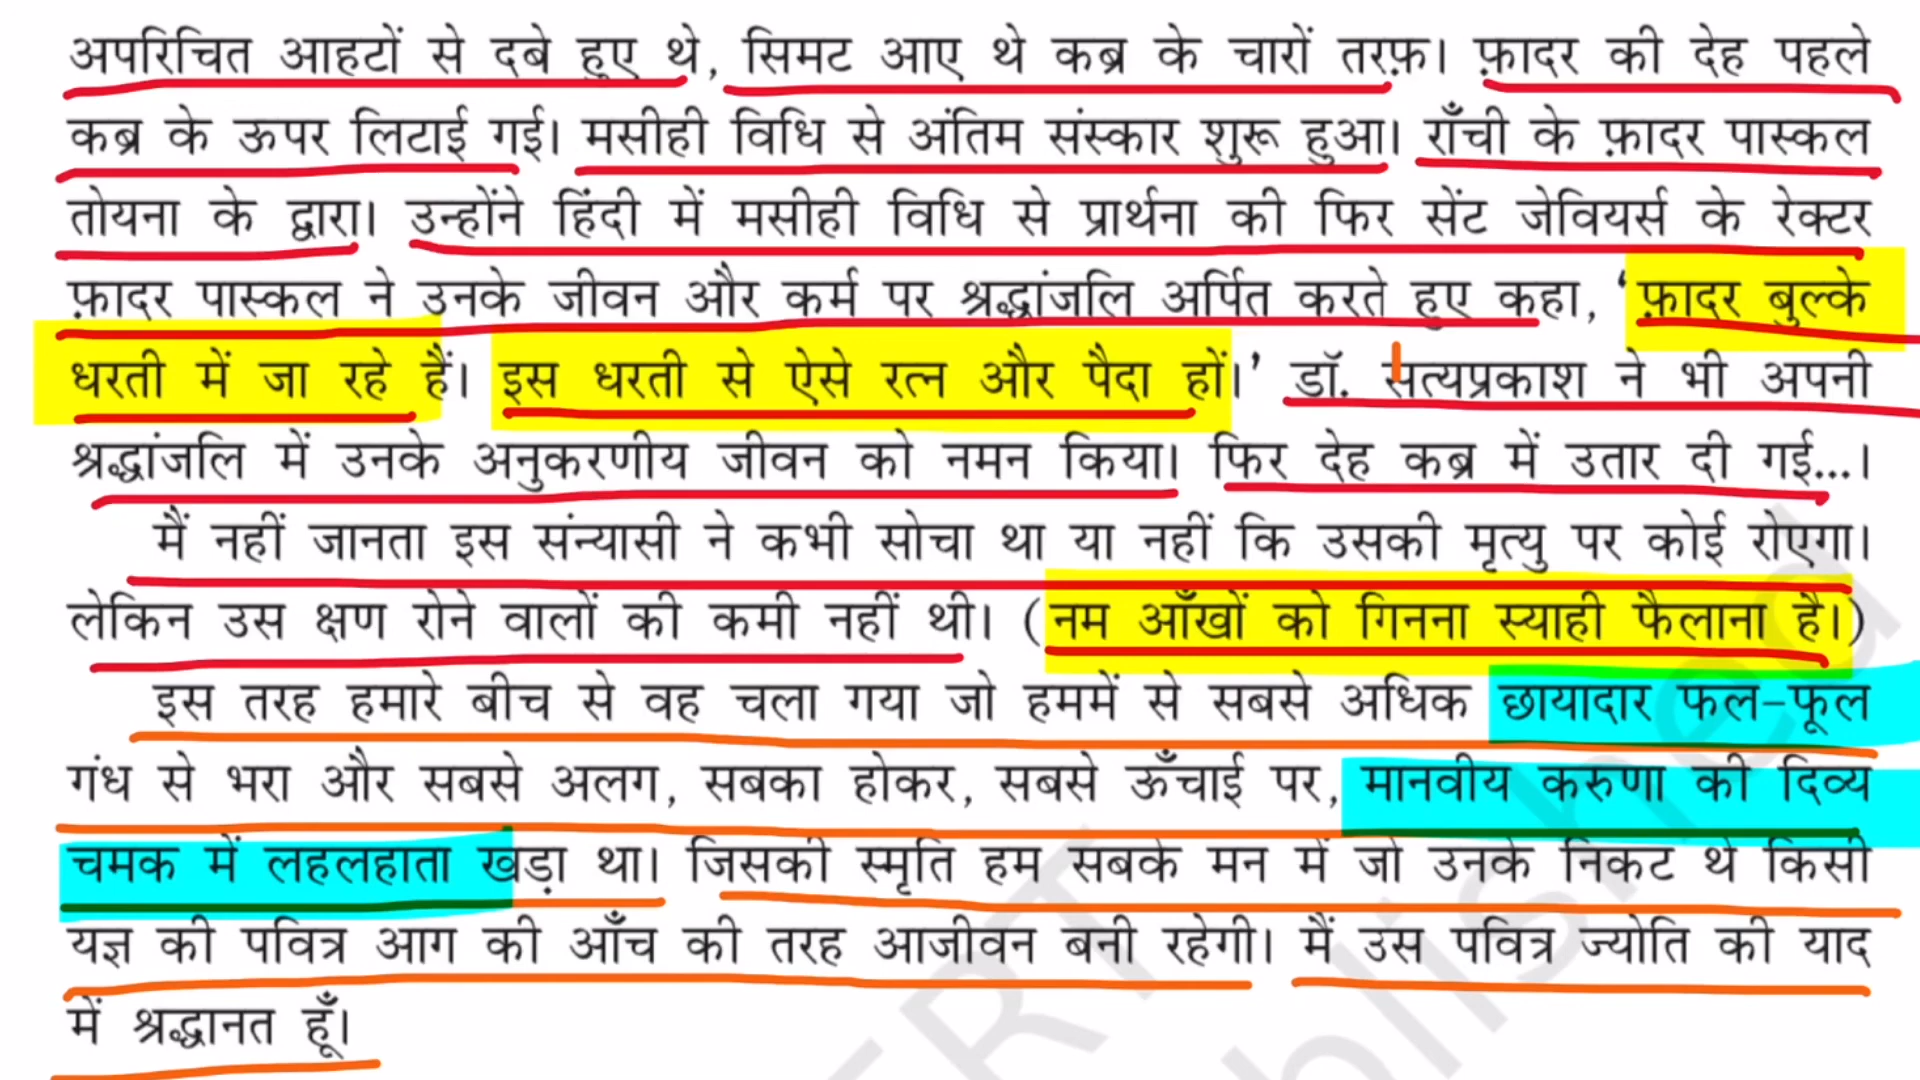 अपरिचित आहटों से दबे हुए थे, सिमट आए थे कब्र के चारों तरफ़। फ़ादर की देह पहले
कब्र के ऊपर लिटाई गई। मसीही विधि से अंतिम संस्कार शुरू हुआ। राँची के फ़ादर पास्कल
तोयना के द्वारा। उन्होंने हिंदी में मसीही विधि से प्रार्थना की फिर सेंट जेवियर्स के रेक्टर
फ़ादर पास्कल ने उनके जीवन और कर्म पर श्रद्धांजलि अर्पित करते हुए कहा, ‘फ़ादर बुल्के
धरती में जा रहे हैं। इस धरती से ऐसे रत्न और पैदा हों।’ डॉ. सत्यप्रकाश ने भी अपनी
श्रद्धांजलि में उनके अनुकरणीय जीवन को नमन किया। फिर देह कब्र में उतार दी गई...।
मैं नहीं जानता इस संन्यासी ने कभी सोचा था या नहीं कि उसकी मृत्यु पर कोई रोएगा।
लेकिन उस क्षण रोने वालों की कमी नहीं थी। (नम आँखों को गिनना स्याही फैलाना है।)
इस तरह हमारे बीच से वह चला गया जो हममें से सबसे अधिक छायादार फल-फूल
गंध से भरा और सबसे अलग, सबका होकर, सबसे ऊँचाई पर, मानवीय करुणा की दिव्य
चमक में लहलहाता खड़ा था। जिसकी स्मृति हम सबके मन में जो उनके निकट थे किसी
यज्ञ की पवित्र आग की आँच की तरह आजीवन बनी रहेगी। मैं उस पवित्र ज्योति की याद
में श्रद्धानत हूँ।